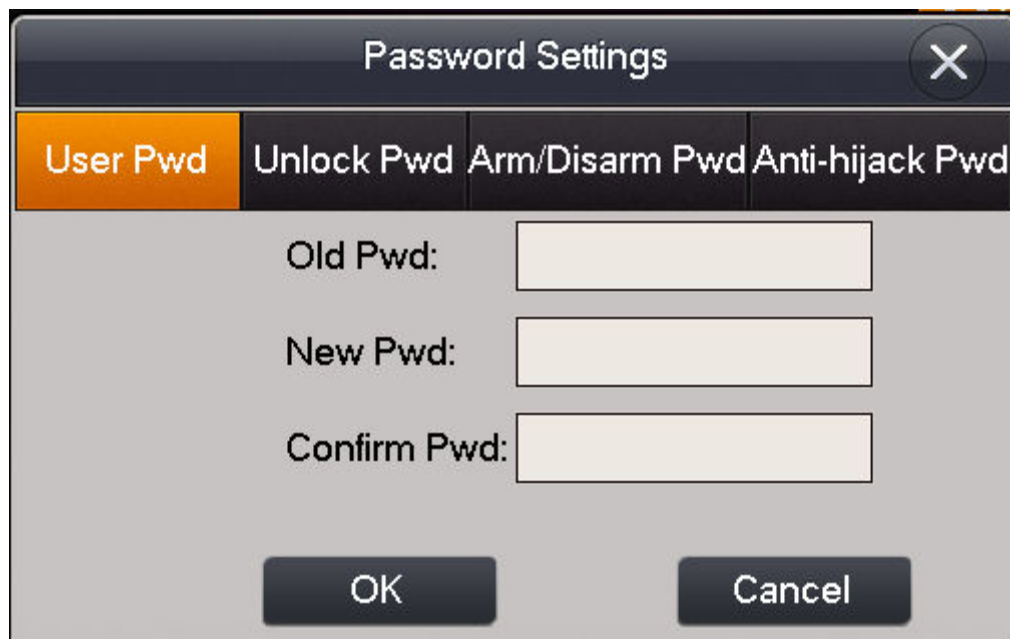 Password Settings
User Pwd Unlock Pwd Arm/Disarm Pwd Anti-hijack Pwd
Old Pwd:
New Pwd:
Confirm Pwd:
OK Cancel